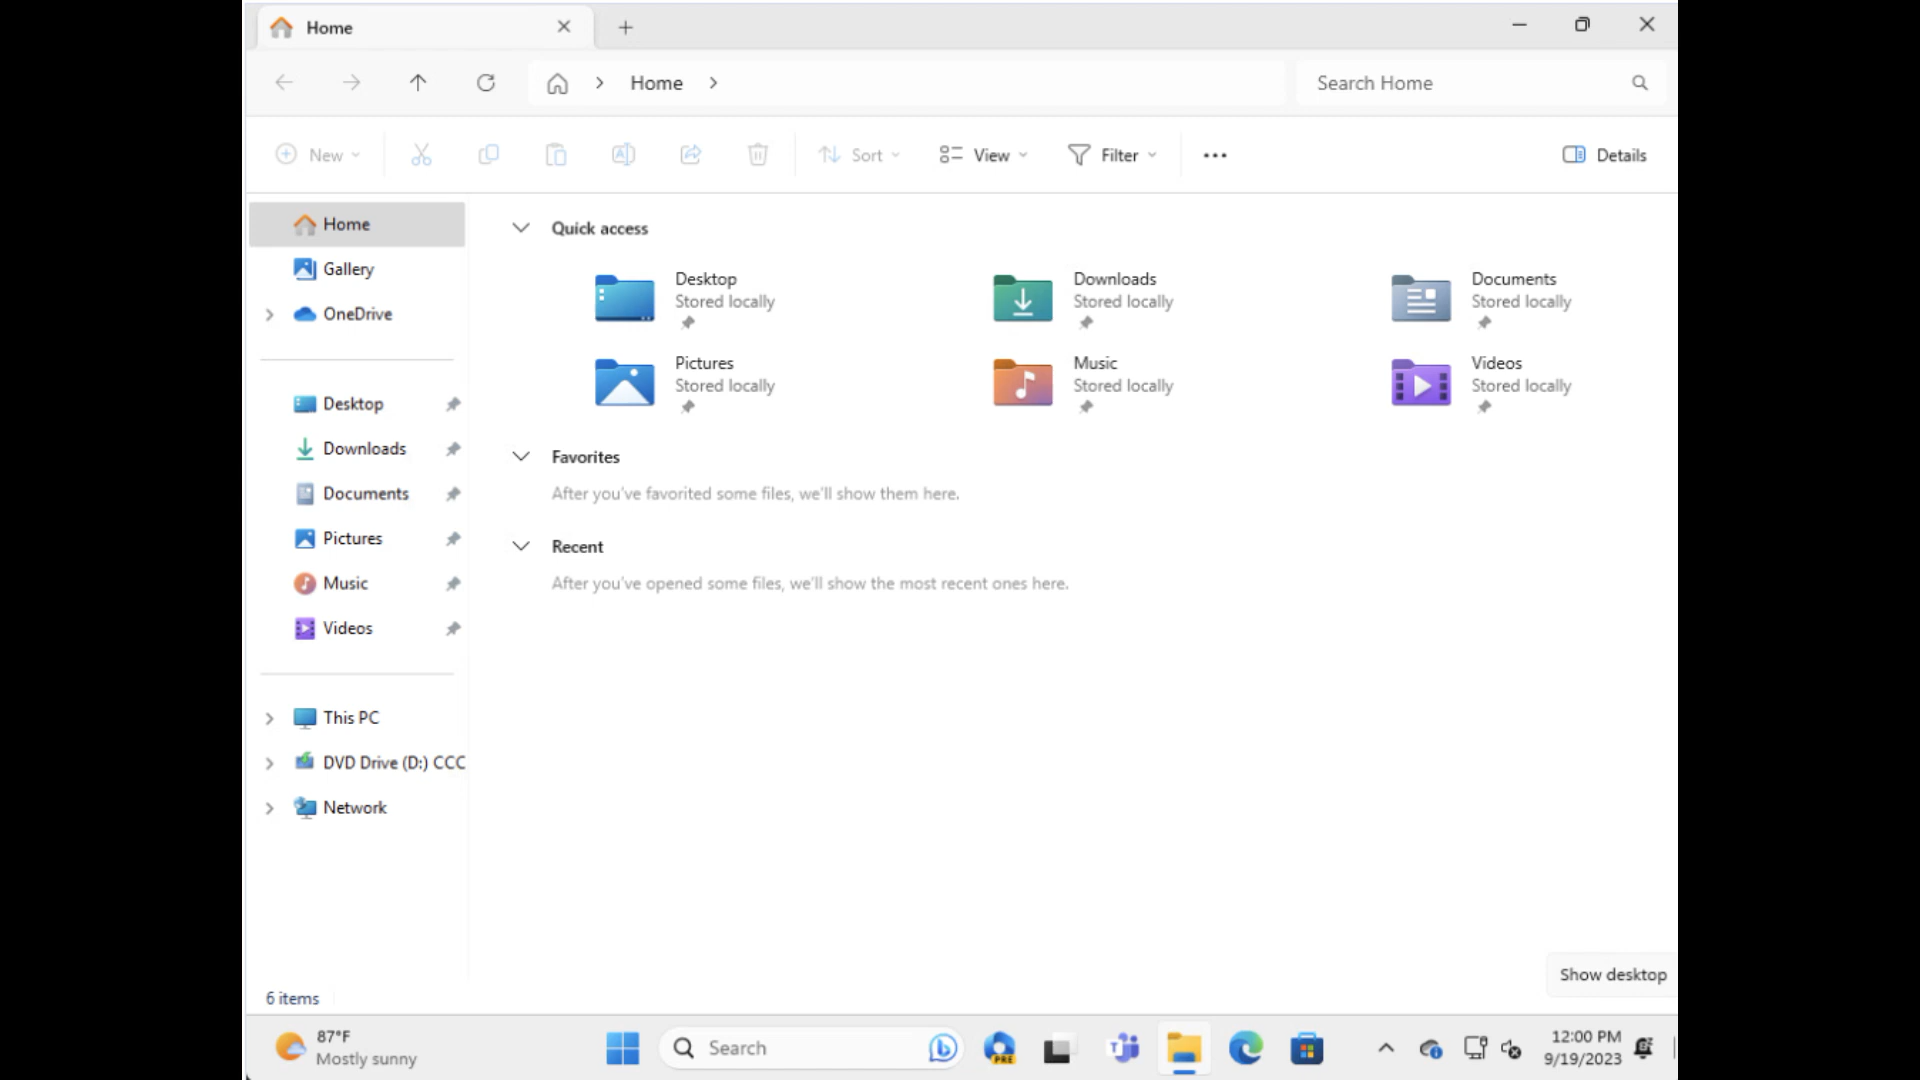 Home
Home
Search Home
New
Sort
View
Filter
Details
Home
Gallery
OneDrive
Desktop
Downloads
Documents
Pictures
Music
Videos
This PC
DVD Drive (D:) CCC
Network
Quick access
Desktop
Stored locally
Downloads
Stored locally
Documents
Stored locally
Pictures
Stored locally
Music
Stored locally
Videos
Stored locally
Favorites
After you've favorited some files, we'll show them here.
Recent
After you've opened some files, we'll show the most recent ones here.
Show desktop
6 items
87°F
Mostly sunny
Search
PRE
12:00 PM
9/19/2023